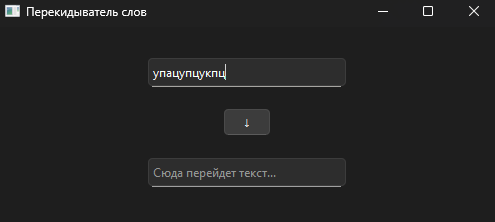 Перекидыватель слов
упацупцукпц
↓
Сюда перейдет текст...